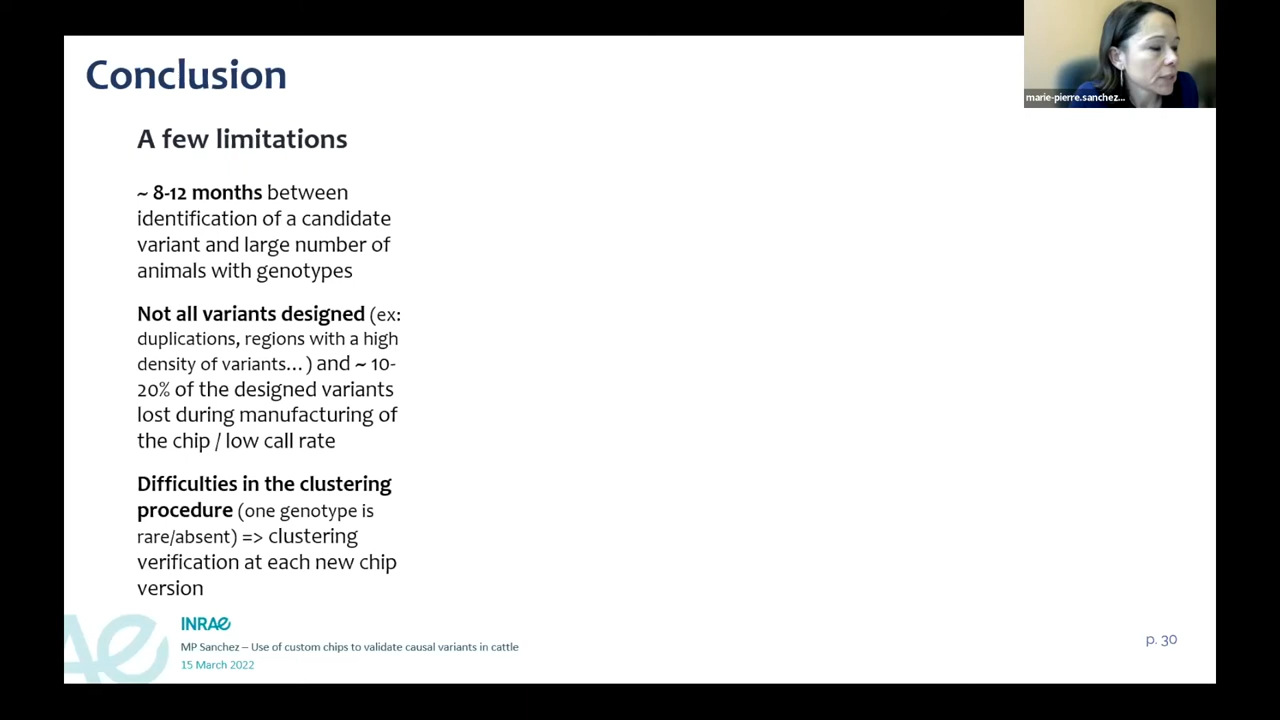 Conclusion
marie-pierre.sanchez...
A few limitations
~ 8-12 months between
identification of a candidate
variant and large number of
animals with genotypes
Not all variants designed (ex:
duplications, regions with a high
density of variants... ) and ~ 10-
20% of the designed variants
lost during manufacturing of
the chip / low call rate
Difficulties in the clustering
procedure (one genotype is
rare/absent) => clustering
verification at each new chip
version
INRAE
MP Sanchez – Use of custom chips to validate causal variants in cattle
15 March 2022
p. 30